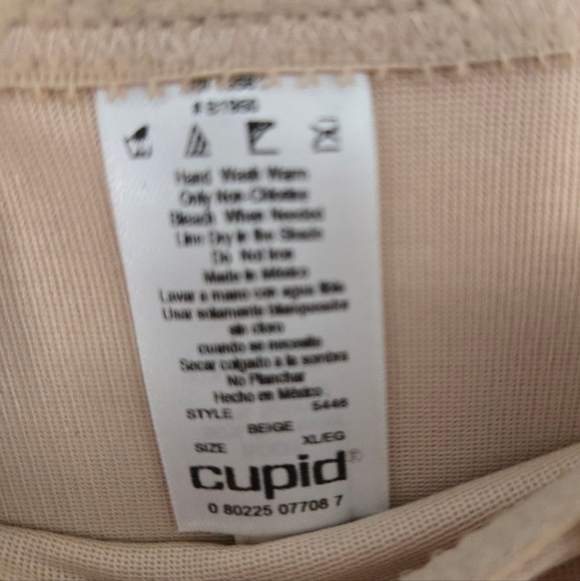 Hand Wash Warm
Only Non-Chlorine
Bleach When Needed
Line Dry in the Shade
Do Not Iron
Made in México
Lavar a mano con agua tibia
Usar solamente blanqueador
sin cloro
cuando se necesite
Secar colgado a la sombra
No Planchar
Hecho en México
STYLE 5446
BEIGE
SIZE XL/EG
cupid®
0 80225 07708 7